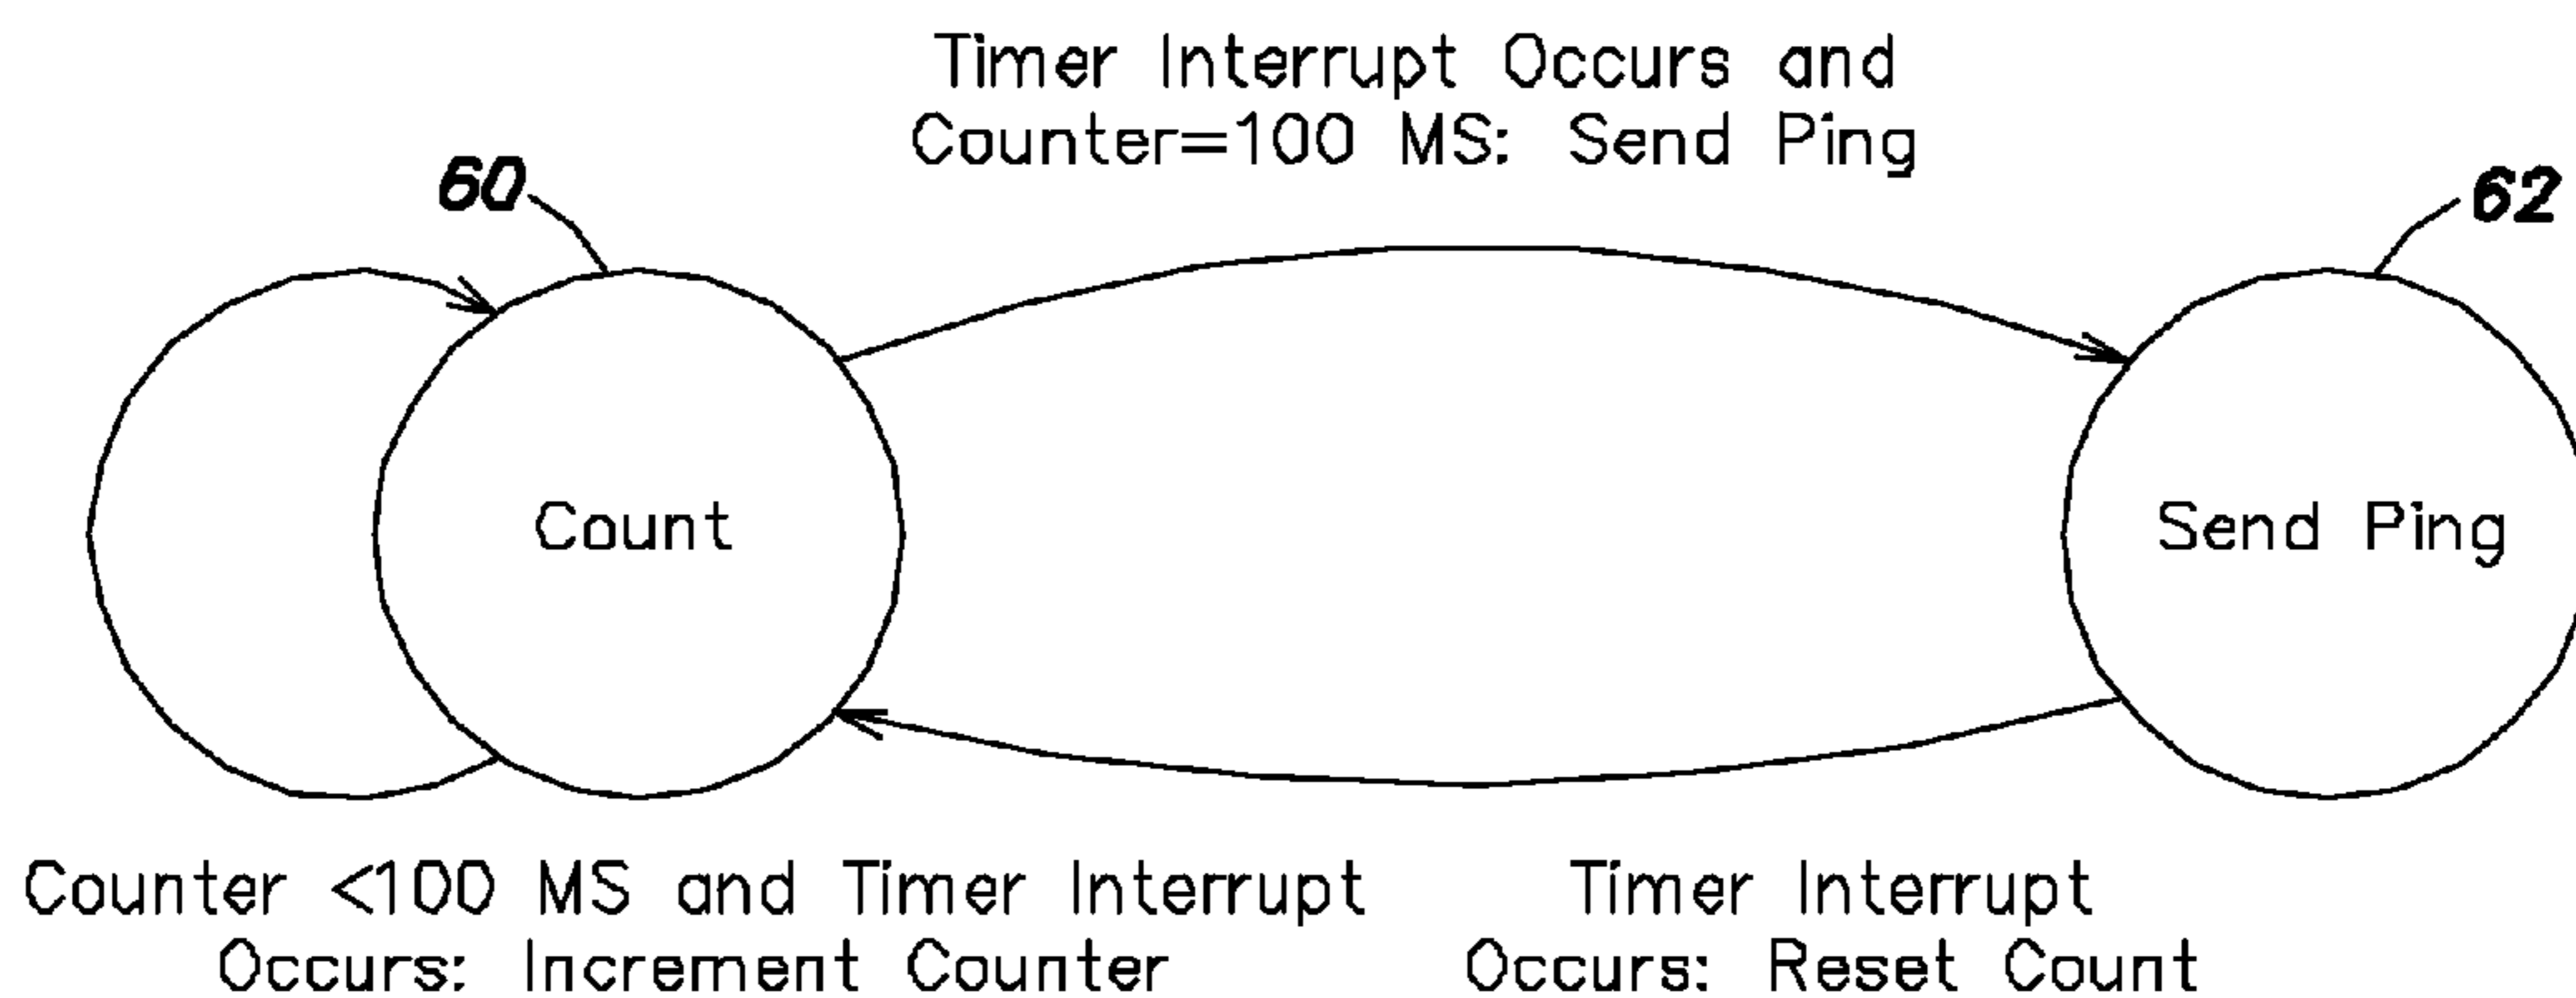 Timer Interrupt Occurs and
Counter=100 MS: Send Ping
60
62
Count
Send Ping
Counter <100 MS and Timer Interrupt
Occurs: Increment Counter
Timer Interrupt
Occurs: Reset Count